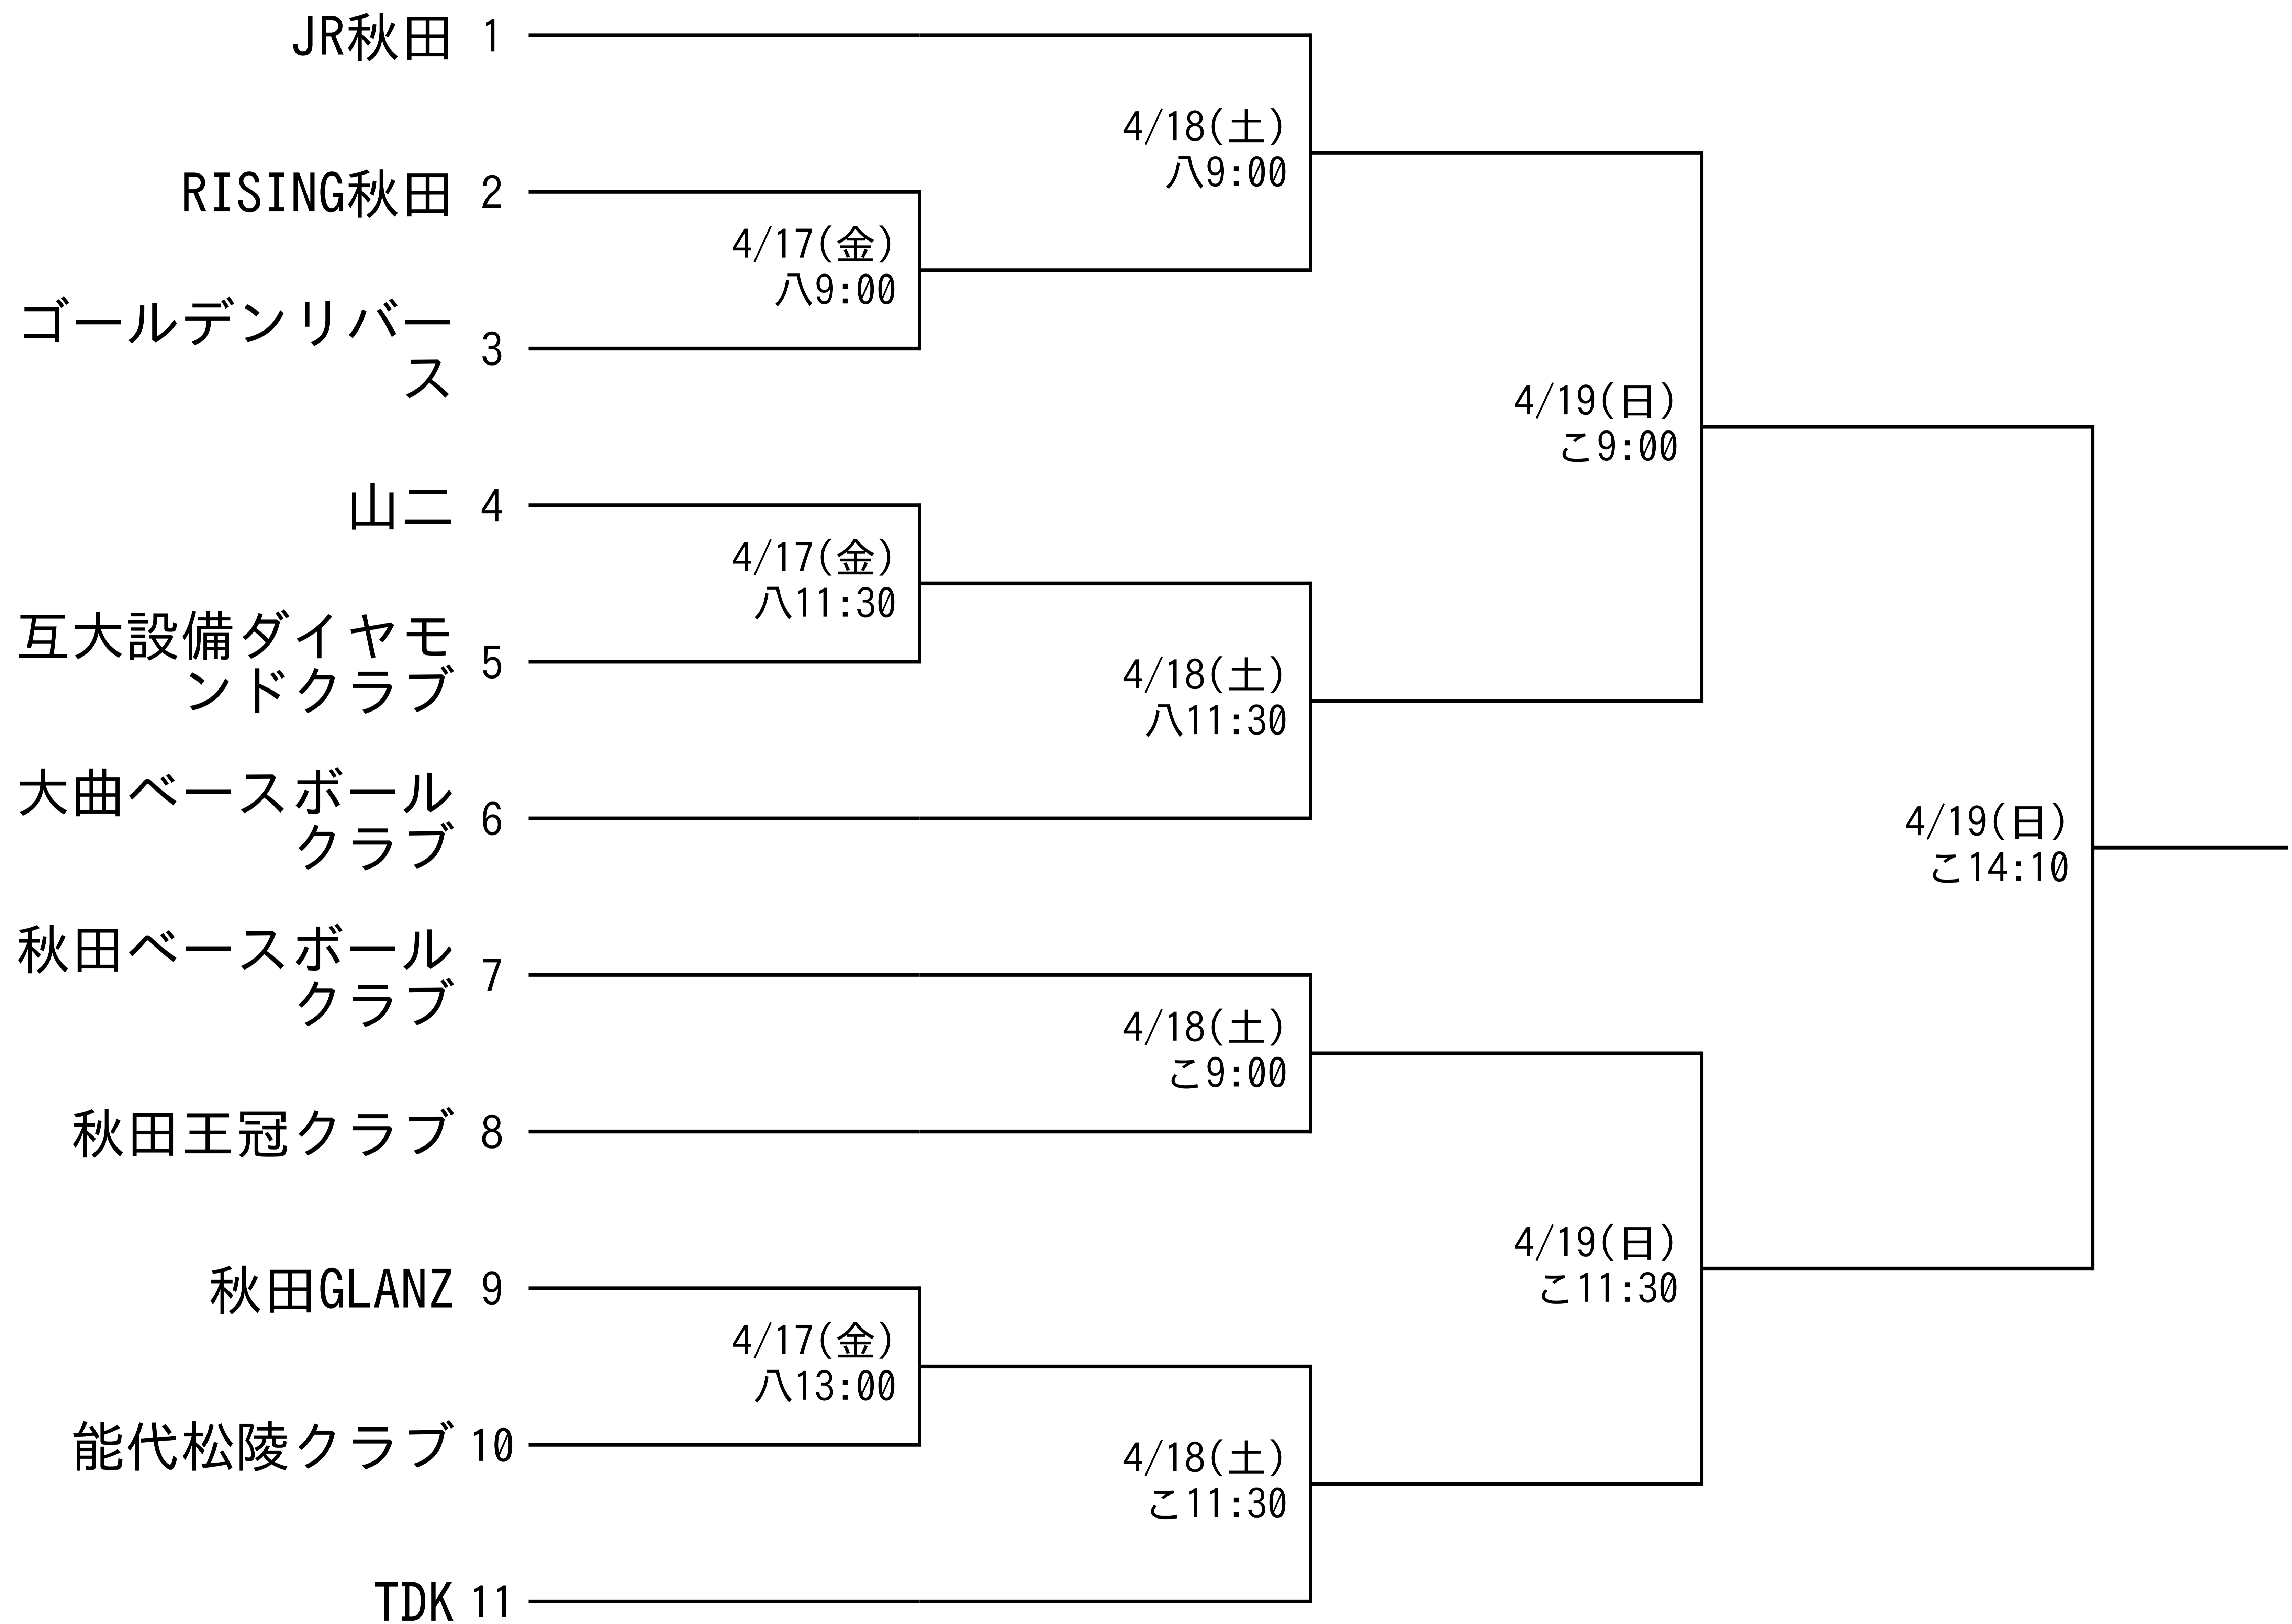 JR秋田 1
4/18(土)
八9:00
RISING秋田 2
4/17(金)
八9:00
ゴールデンリバー
ス
3
4/19(日)
こ9:00
山二 4
4/17(金)
八11:30
互大設備ダイヤモ
ンドクラブ
5
4/18(土)
八11:30
大曲ベースボール
クラブ
6
4/19(日)
こ14:10
秋田ベースボール
クラブ
7
4/18(土)
こ9:00
秋田王冠クラブ 8
4/19(日)
こ11:30
秋田GLANZ 9
4/17(金)
八13:00
能代松陵クラブ 10
4/18(土)
こ11:30
TDK 11